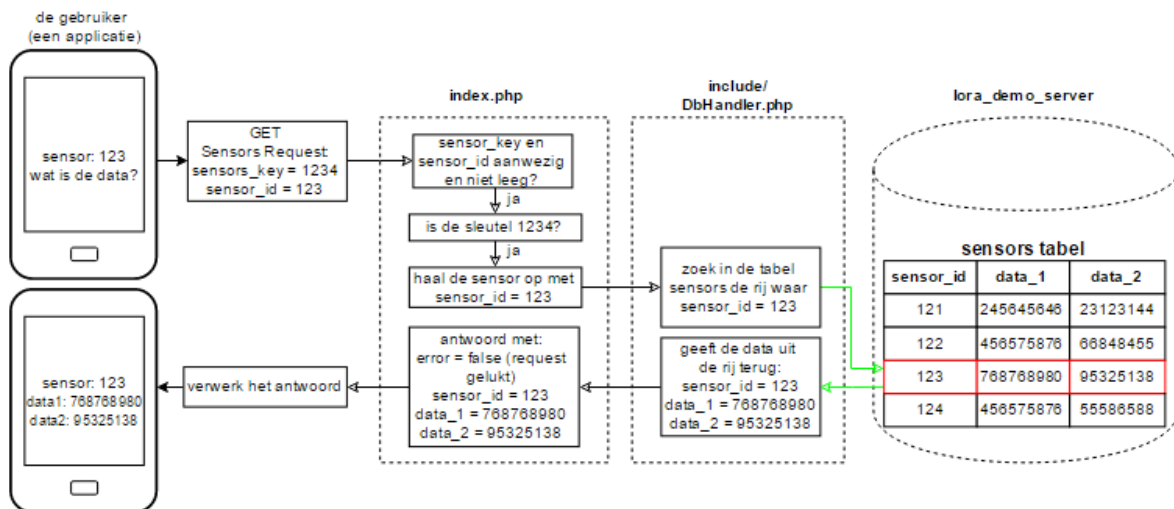 de gebruiker
(een applicatie)
sensor: 123
wat is de data?
GET
Sensors Request:
sensors_key = 1234
sensor_id = 123
index.php
sensor_key en
sensor_id aanwezig
en niet leeg?
ja
is de sleutel 1234?
ja
haal de sensor op met
sensor_id = 123
include/
DbHandler.php
zoek in de tabel
sensors de rij waar
sensor_id = 123
lora_demo_server
sensors tabel
sensor_id data_1 data_2
121 245645646 23123144
122 456575876 66848455
123 768768980 95325138
124 456575876 55586588
geeft de data uit
de rij terug:
sensor_id = 123
data_1 = 768768980
data_2 = 95325138
antwoord met:
error = false (request
gelukt)
sensor_id = 123
data_1 = 768768980
data_2 = 95325138
verwerk het antwoord
sensor: 123
data1: 768768980
data2: 95325138